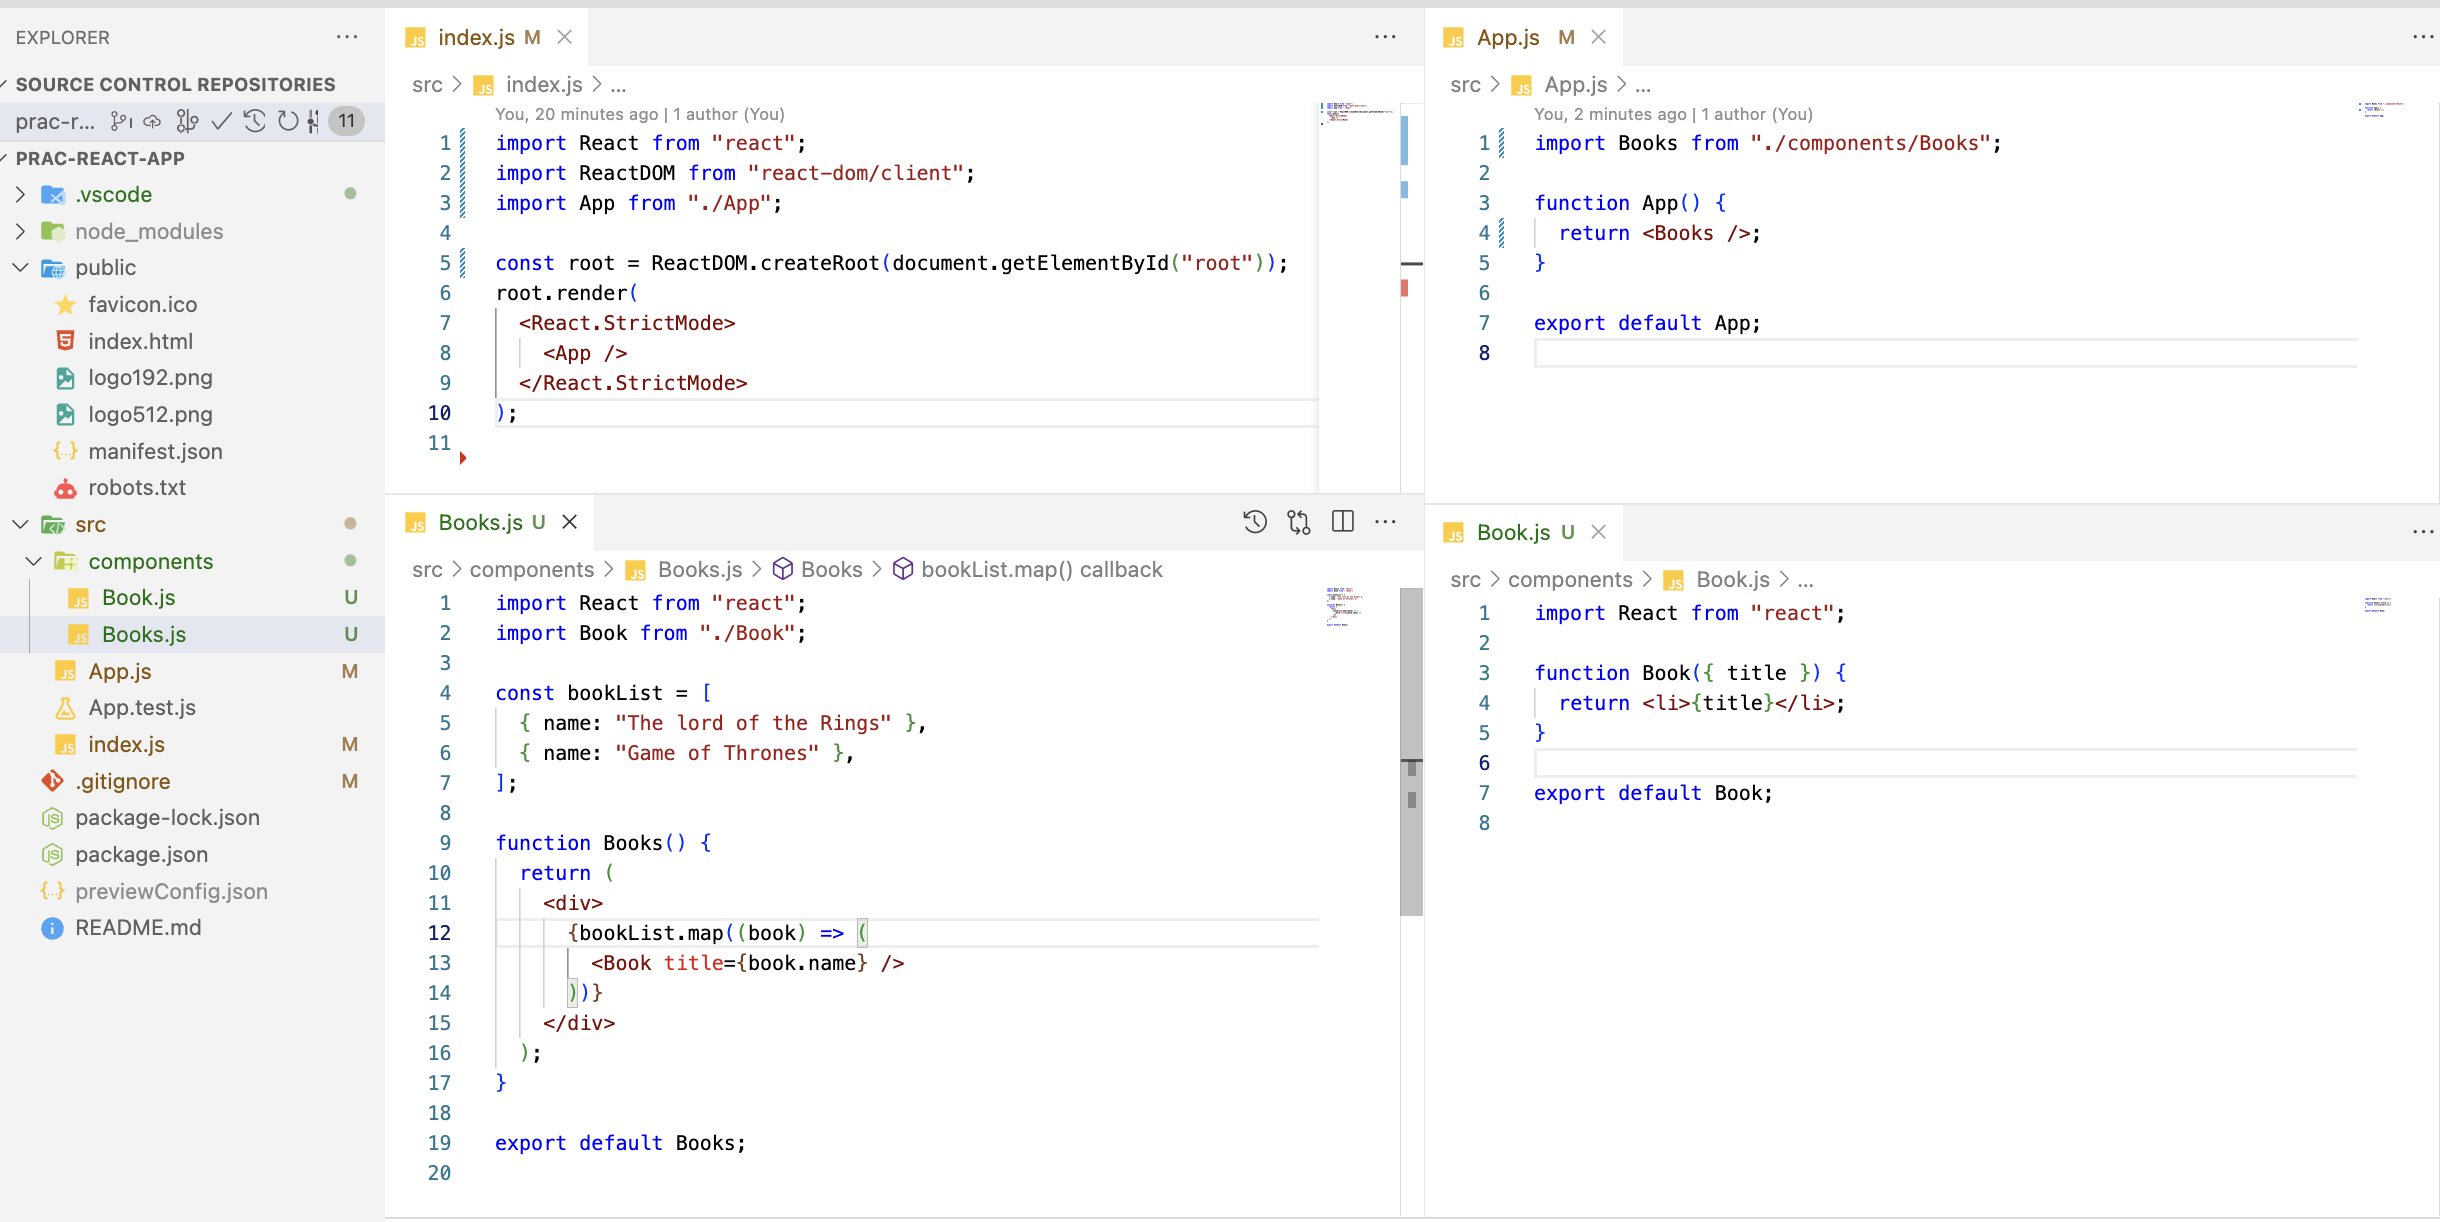 EXPLORER
SOURCE CONTROL REPOSITORIES
prac-r... 11
PRAC-REACT-APP
.vscode
node_modules
public
favicon.ico
index.html
logo192.png
logo512.png
manifest.json
robots.txt
src
components
Book.js U
Books.js U
App.js M
App.test.js
index.js M
.gitignore M
package-lock.json
package.json
previewConfig.json
README.md
index.js M
src > index.js > ...
You, 20 minutes ago | 1 author (You)
1 import React from "react";
2 import ReactDOM from "react-dom/client";
3 import App from "./App";
4
5 const root = ReactDOM.createRoot(document.getElementById("root"));
6 root.render(
7 <React.StrictMode>
8 <App />
9 </React.StrictMode>
10 );
11
App.js M
src > App.js > ...
You, 2 minutes ago | 1 author (You)
1 import Books from "./components/Books";
2
3 function App() {
4 return <Books />;
5 }
6
7 export default App;
8
Books.js U
src > components > Books.js > Books > bookList.map() callback
1 import React from "react";
2 import Book from "./Book";
3
4 const bookList = [
5 { name: "The lord of the Rings" },
6 { name: "Game of Thrones" },
7 ];
8
9 function Books() {
10 return (
11 <div>
12 {bookList.map((book) => (
13 <Book title={book.name} />
14 ))}
15 </div>
16 );
17 }
18
19 export default Books;
20
Book.js U
src > components > Book.js > ...
1 import React from "react";
2
3 function Book({ title }) {
4 return <li>{title}</li>;
5 }
6
7 export default Book;
8